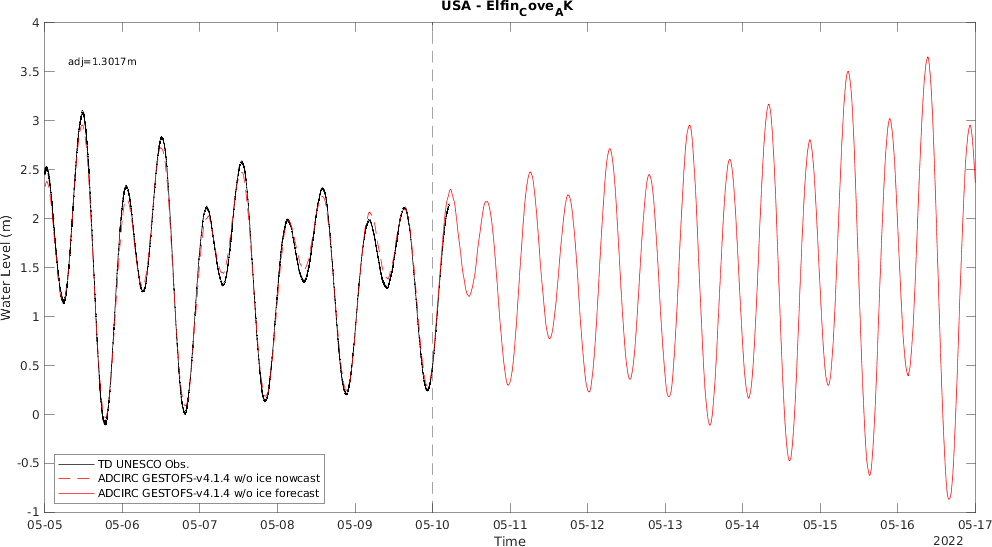 USA - Elfin_Cove_AK
4
3.5
3
2.5
2
1.5
1
0.5
0
-0.5
-1
Water Level (m)
adj=1.3017m
TD UNESCO Obs.
ADCIRC GESTOFS-v4.1.4 w/o ice nowcast
ADCIRC GESTOFS-v4.1.4 w/o ice forecast
05-05 05-06 05-07 05-08 05-09 05-10 05-11 05-12 05-13 05-14 05-15 05-16 05-17
Time
2022